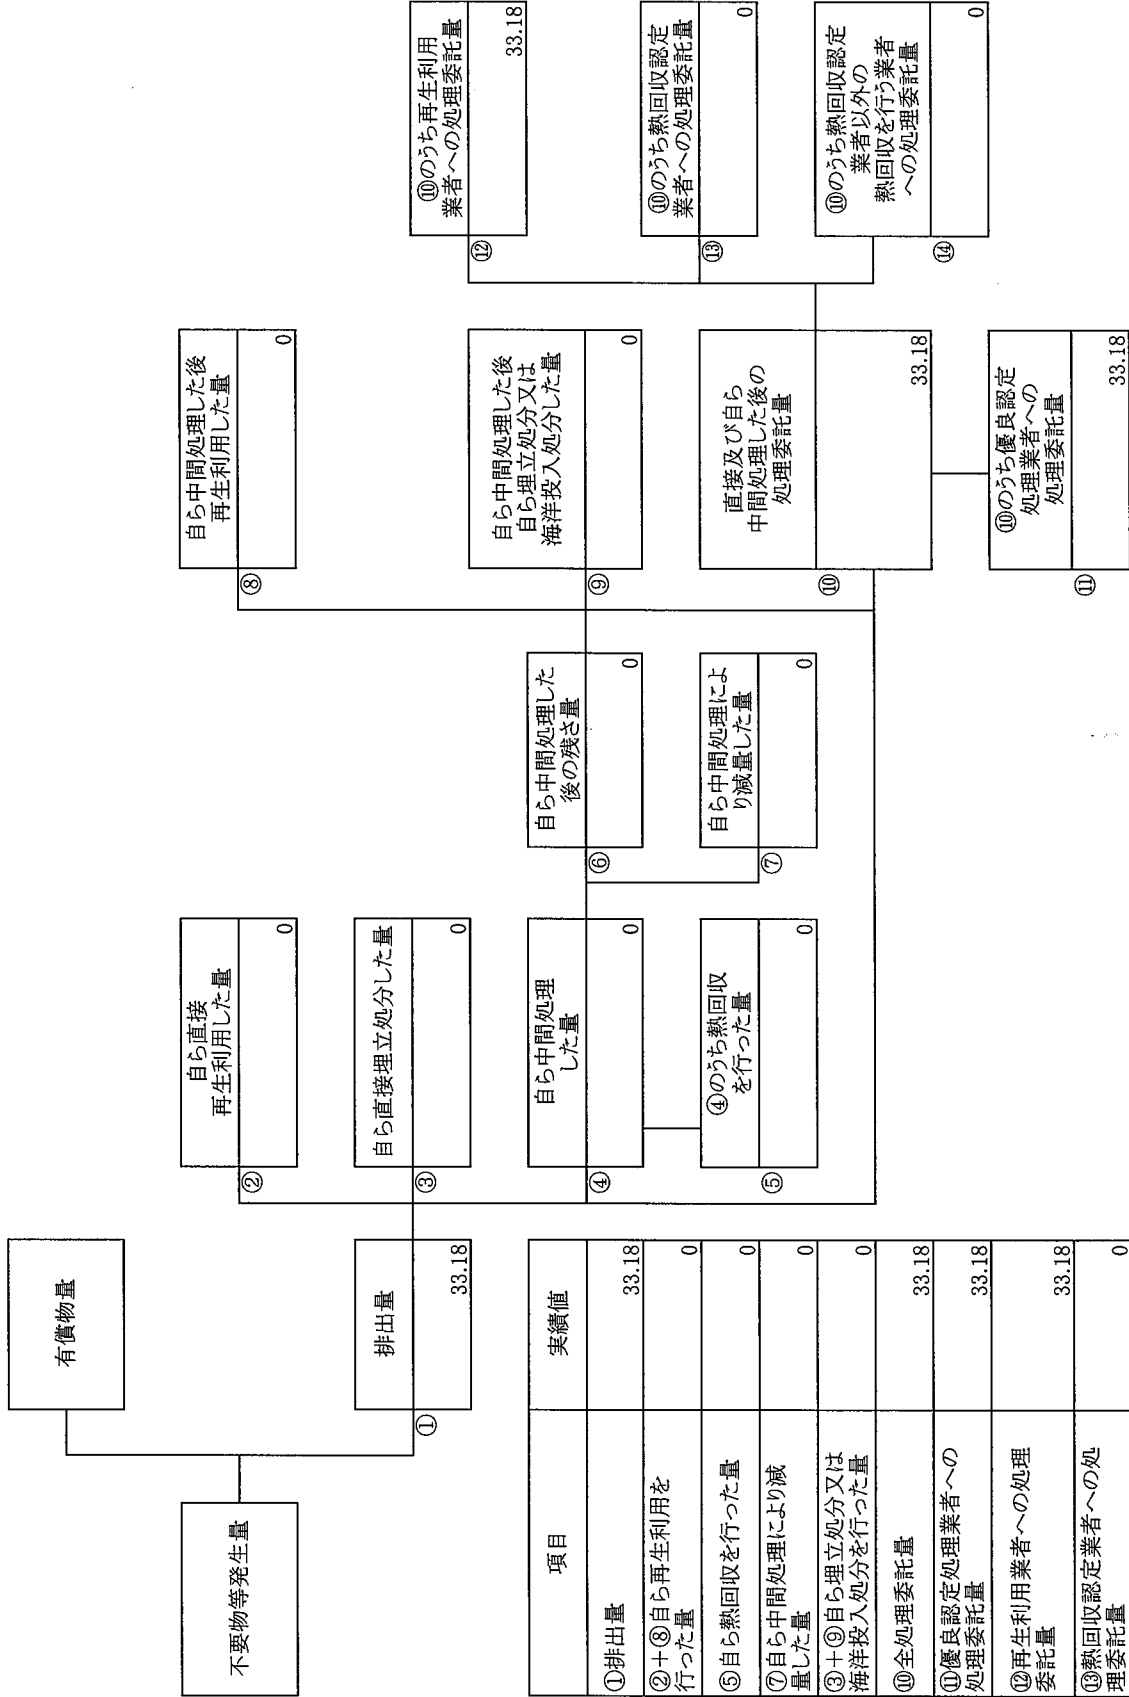 不要物等発生量
有償物量
①
排出量
33.18
②
自ら直接
再生利用した量
0
③
自ら直接埋立処分した量
0
④
自ら中間処理
した量
0
⑤
④のうち熱回収
を行った量
0
⑥
自ら中間処理した
後の残さ量
0
⑦
自ら中間処理によ
り減量した量
0
⑧
自ら中間処理した後
再生利用した量
0
⑨
自ら中間処理した後
自ら埋立処分又は
海洋投入処分した量
0
⑩
直接及び自ら
中間処理した後の
処理委託量
33.18
⑪
⑩のうち優良認定
処理業者への
処理委託量
33.18
⑫
⑩のうち再生利用
業者への処理委託量
33.18
⑬
⑩のうち熱回収認定
業者への処理委託量
0
⑭
⑩のうち熱回収認定
業者以外の
熱回収を行う業者
への処理委託量
0
項目 実績値
①排出量 33.18
②+⑧自ら再生利用を
行った量 0
⑤自ら熱回収を行った量 0
⑦自ら中間処理により減
量した量 0
③+⑨自ら埋立処分又は
海洋投入処分を行った量 0
⑩全処理委託量 33.18
⑪優良認定処理業者への
処理委託量 33.18
⑫再生利用業者への処理
委託量 33.18
⑬熱回収認定業者への処
理委託量 0